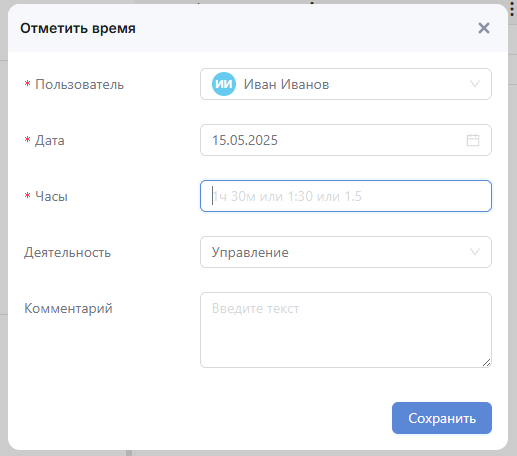 Отметить время
* Пользователь
ИИ Иван Иванов
* Дата
15.05.2025
* Часы
1ч 30м или 1:30 или 1.5
Деятельность
Управление
Комментарий
Введите текст
Сохранить